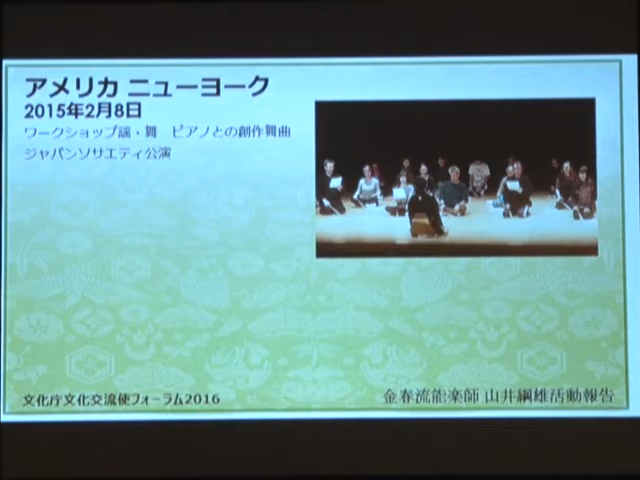 アメリカ ニューヨーク
2015年2月8日
ワークショップ謡・舞　ピアノとの創作舞曲
ジャパンソサエティ公演
文化庁文化交流使フォーラム2016
金春流能楽師 山井綱雄活動報告